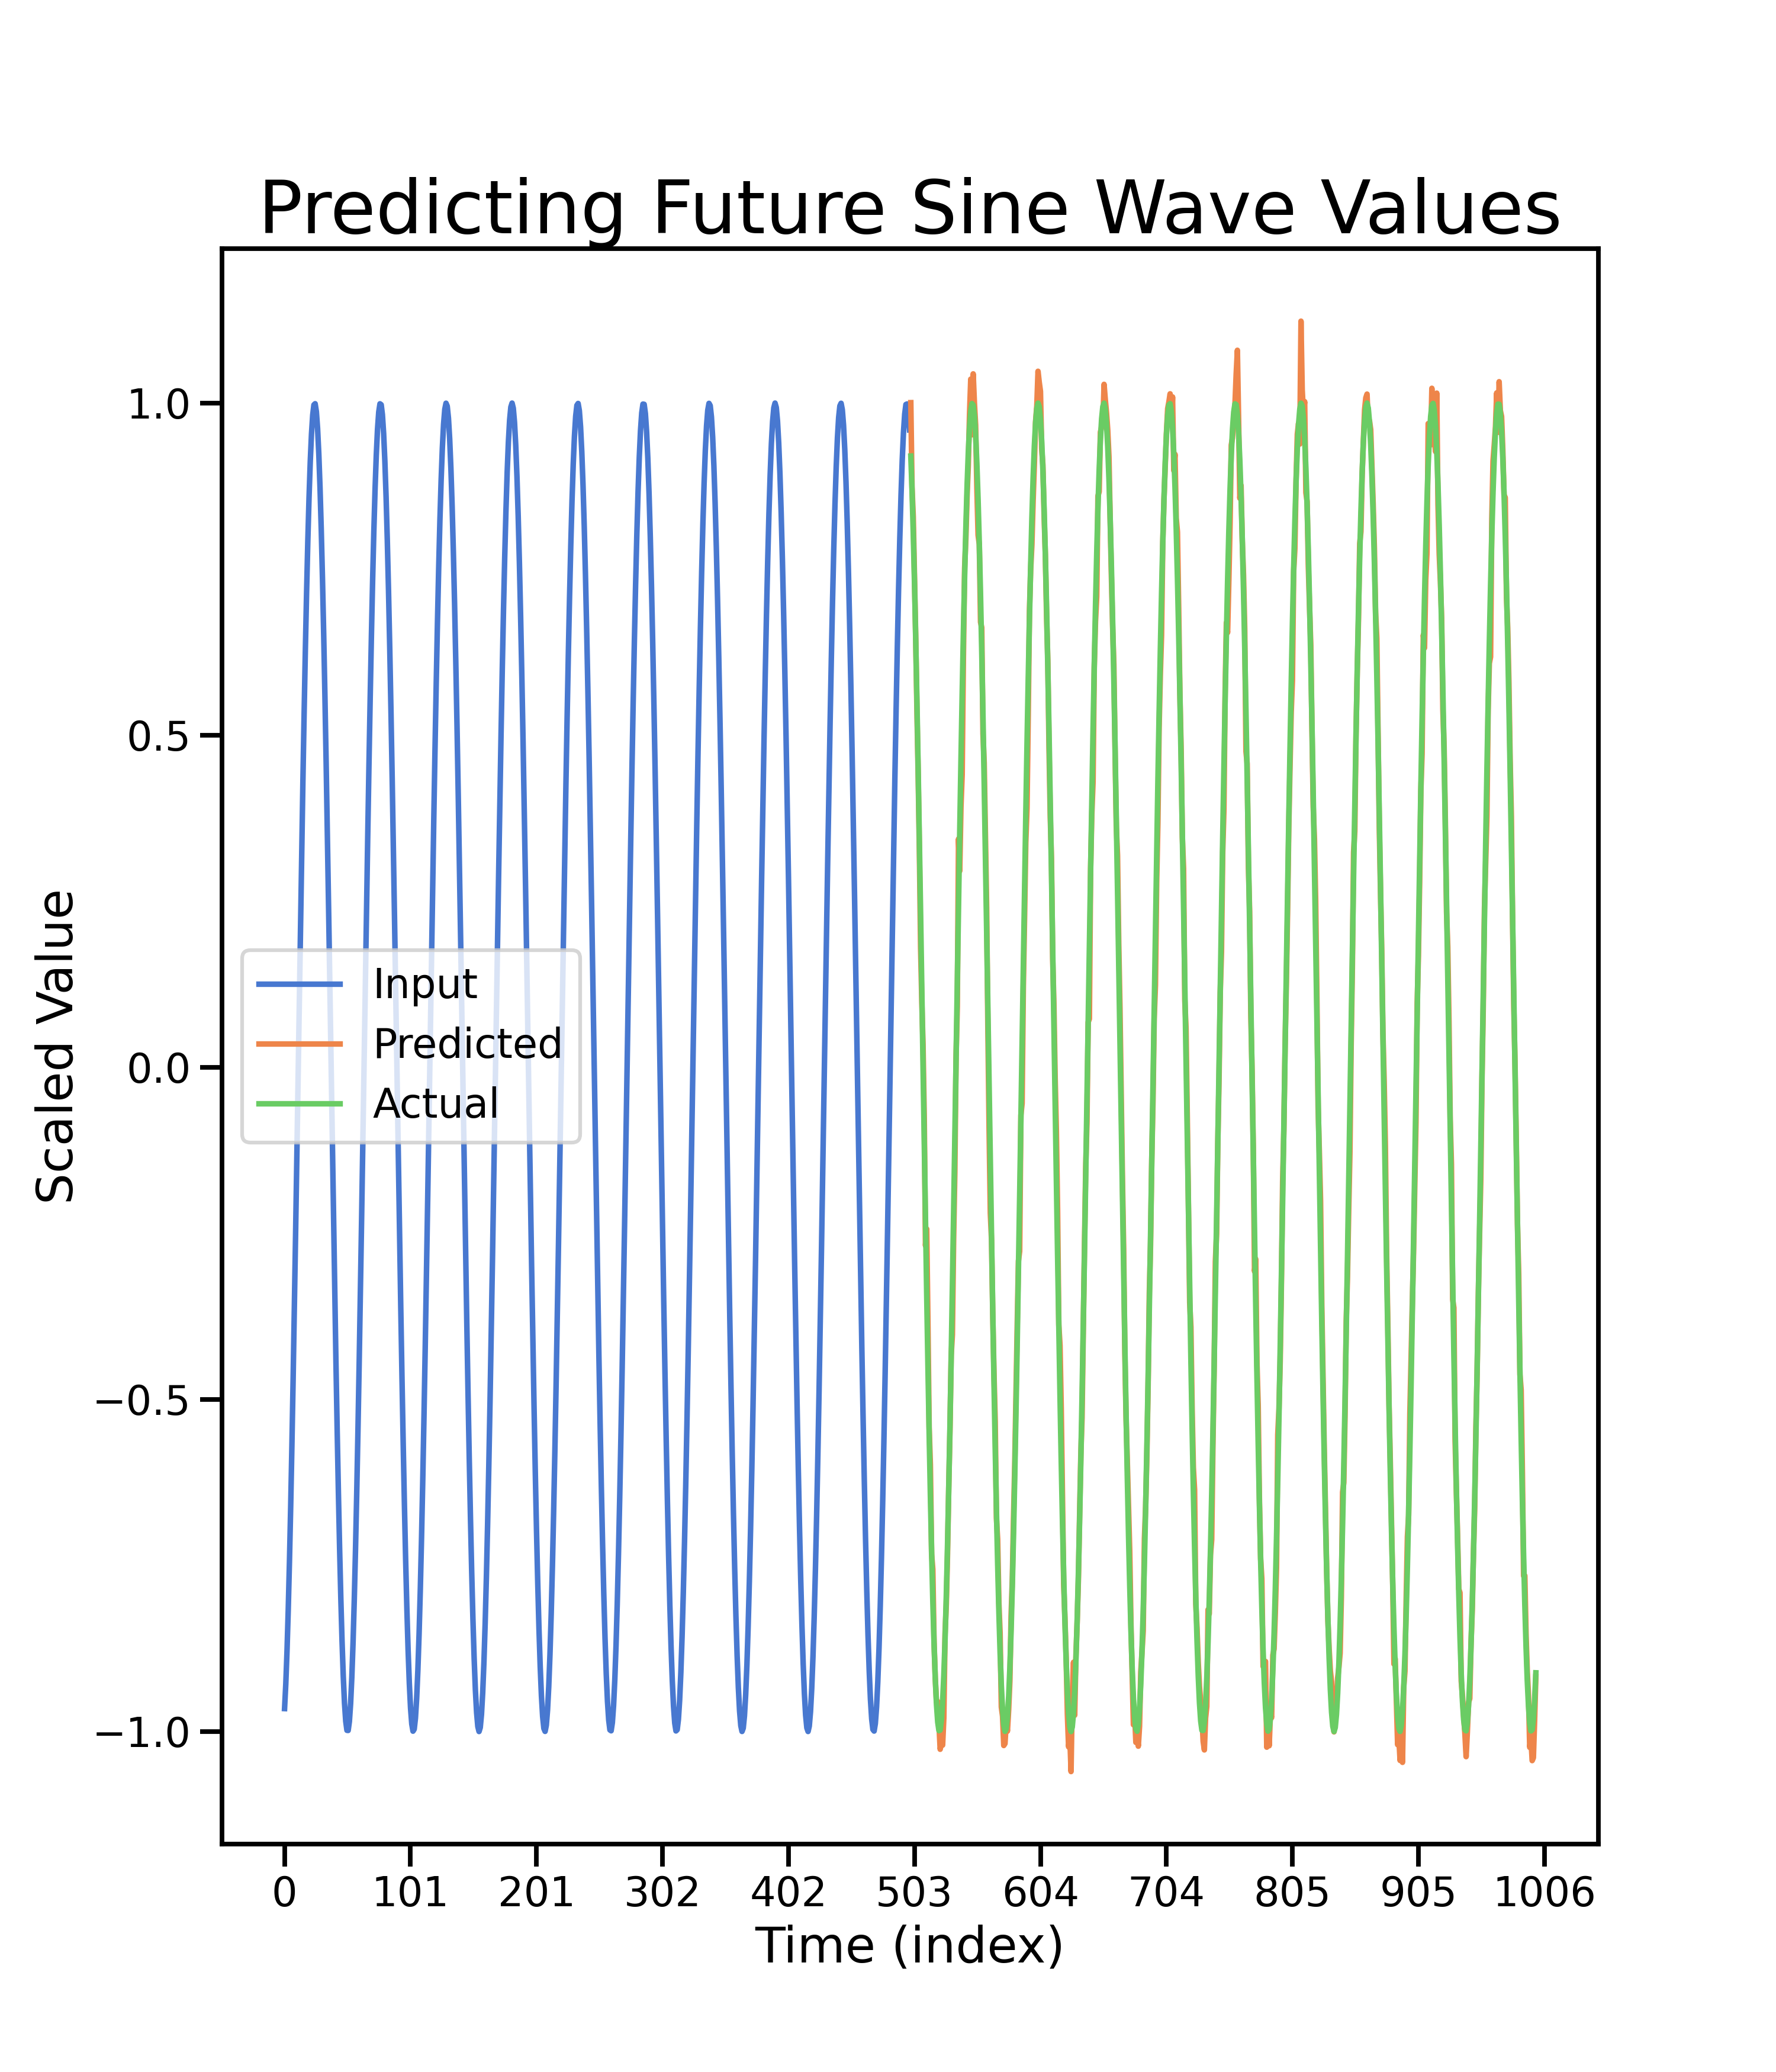 Predicting Future Sine Wave Values
1.0
0.5
0.0
−0.5
−1.0
Scaled Value
Input
Predicted
Actual
0 101 201 302 402 503 604 704 805 905 1006
Time (index)